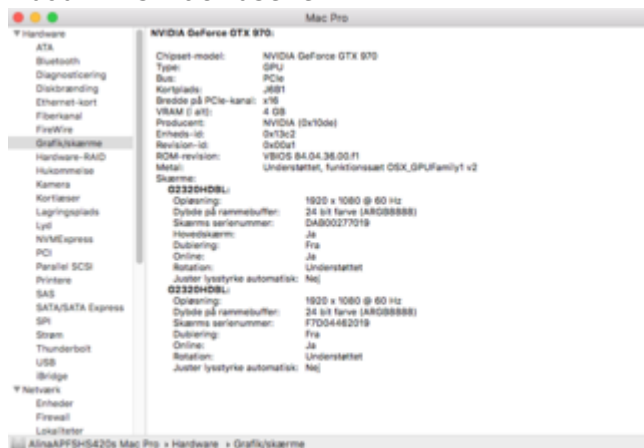 Mac Pro
Hardware
ATA
Bluetooth
Diagnosticering
Diskbrænding
Ethernet-kort
Fiberkanal
FireWire
Grafik/skærme
Hardware-RAID
Hukommelse
Kamera
Kortlæser
Lagringsplads
Lyd
NVMExpress
PCI
Parallel SCSI
Printere
SAS
SATA/SATA Express
SPI
Strøm
Thunderbolt
USB
iBridge
Netværk
Enheder
Firewall
Lokaliteter
NVIDIA GeForce GTX 970:
Chipset-model: NVIDIA GeForce GTX 970
Type: GPU
Bus: PCIe
Kortplads: J6B1
Bredde på PCIe-kanal: x16
VRAM (i alt): 4 GB
Producent: NVIDIA (0x10de)
Enheds-id: 0x13c2
Revision-id: 0x00a1
ROM-revision: VBIOS 84.04.36.00.f1
Metal: Understøttet, funktionssæt OSX_GPUFamily1 v2
Skærme:
G2320HDBL:
Opløsning: 1920 x 1080 @ 60 Hz
Dybde på rammebuffer: 24 bit farve (ARGB8888)
Skærms serienummer: DAB00277019
Hovedskærm: Ja
Dublering: Fra
Online: Ja
Rotation: Understøttet
Juster lysstyrke automatisk: Nej
G2320HDBL:
Opløsning: 1920 x 1080 @ 60 Hz
Dybde på rammebuffer: 24 bit farve (ARGB8888)
Skærms serienummer: F7D04462019
Dublering: Fra
Online: Ja
Rotation: Understøttet
Juster lysstyrke automatisk: Nej
AlinaAPFSHS420s Mac Pro › Hardware › Grafik/skærme